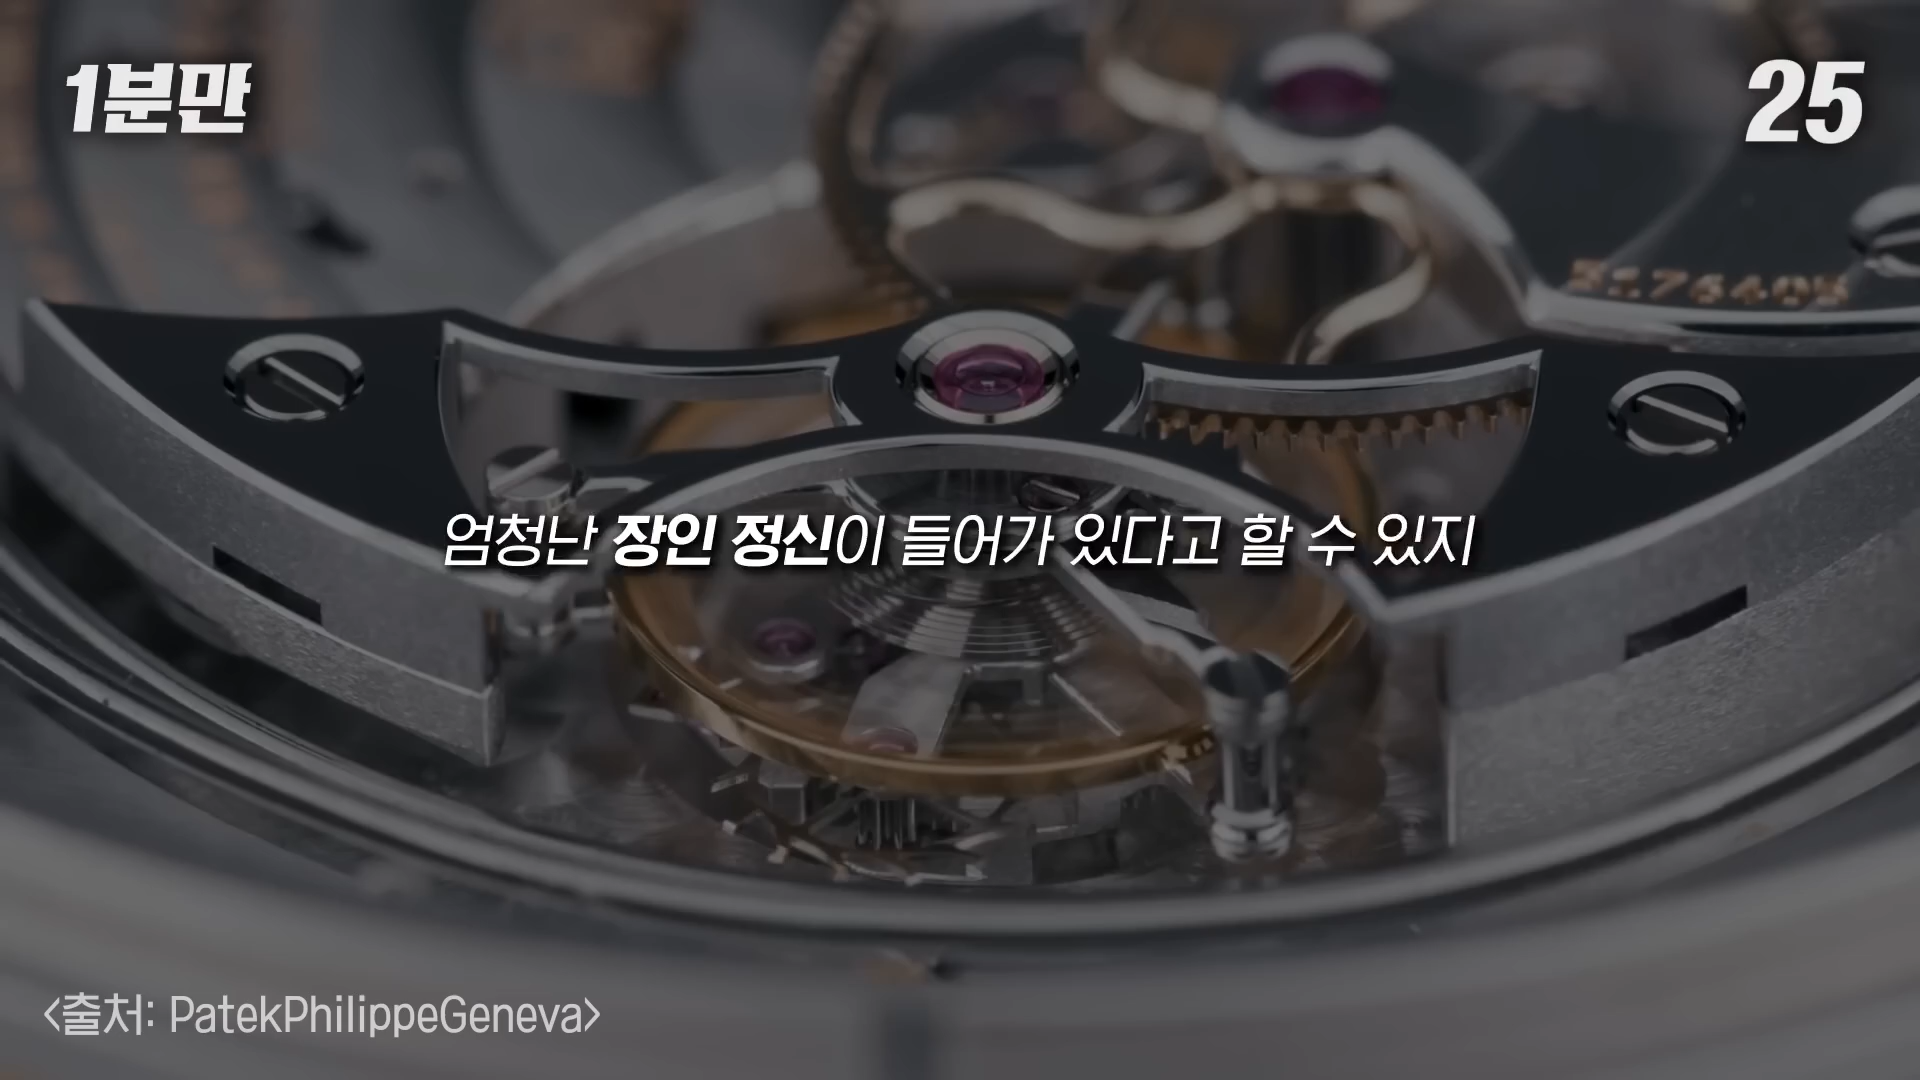 1분만
25
엄청난 장인 정신이 들어가 있다고 할 수 있지
<출처: PatekPhilippeGeneva>